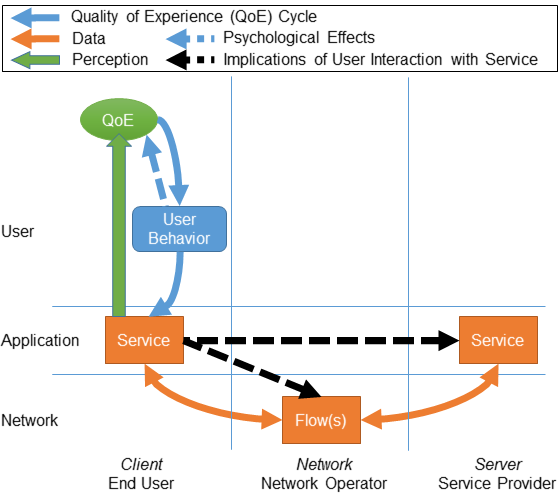 Quality of Experience (QoE) Cycle
Data
Psychological Effects
Perception
Implications of User Interaction with Service
QoE
User
User
Behavior
Application
Service
Service
Network
Flow(s)
Client
End User
Network
Network Operator
Server
Service Provider